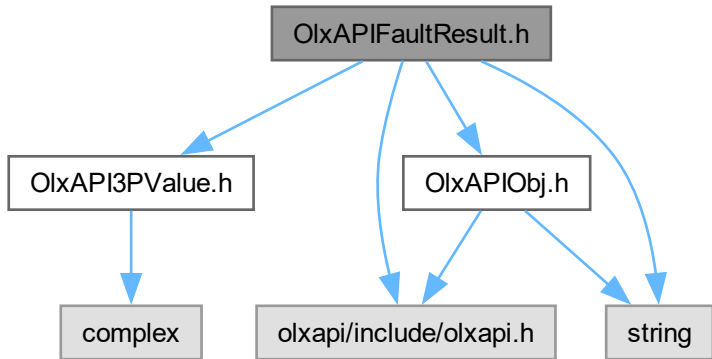 OlxAPIFaultResult.h
OlxAPI3PValue.h
OlxAPIObj.h
complex
olxapi/include/olxapi.h
string